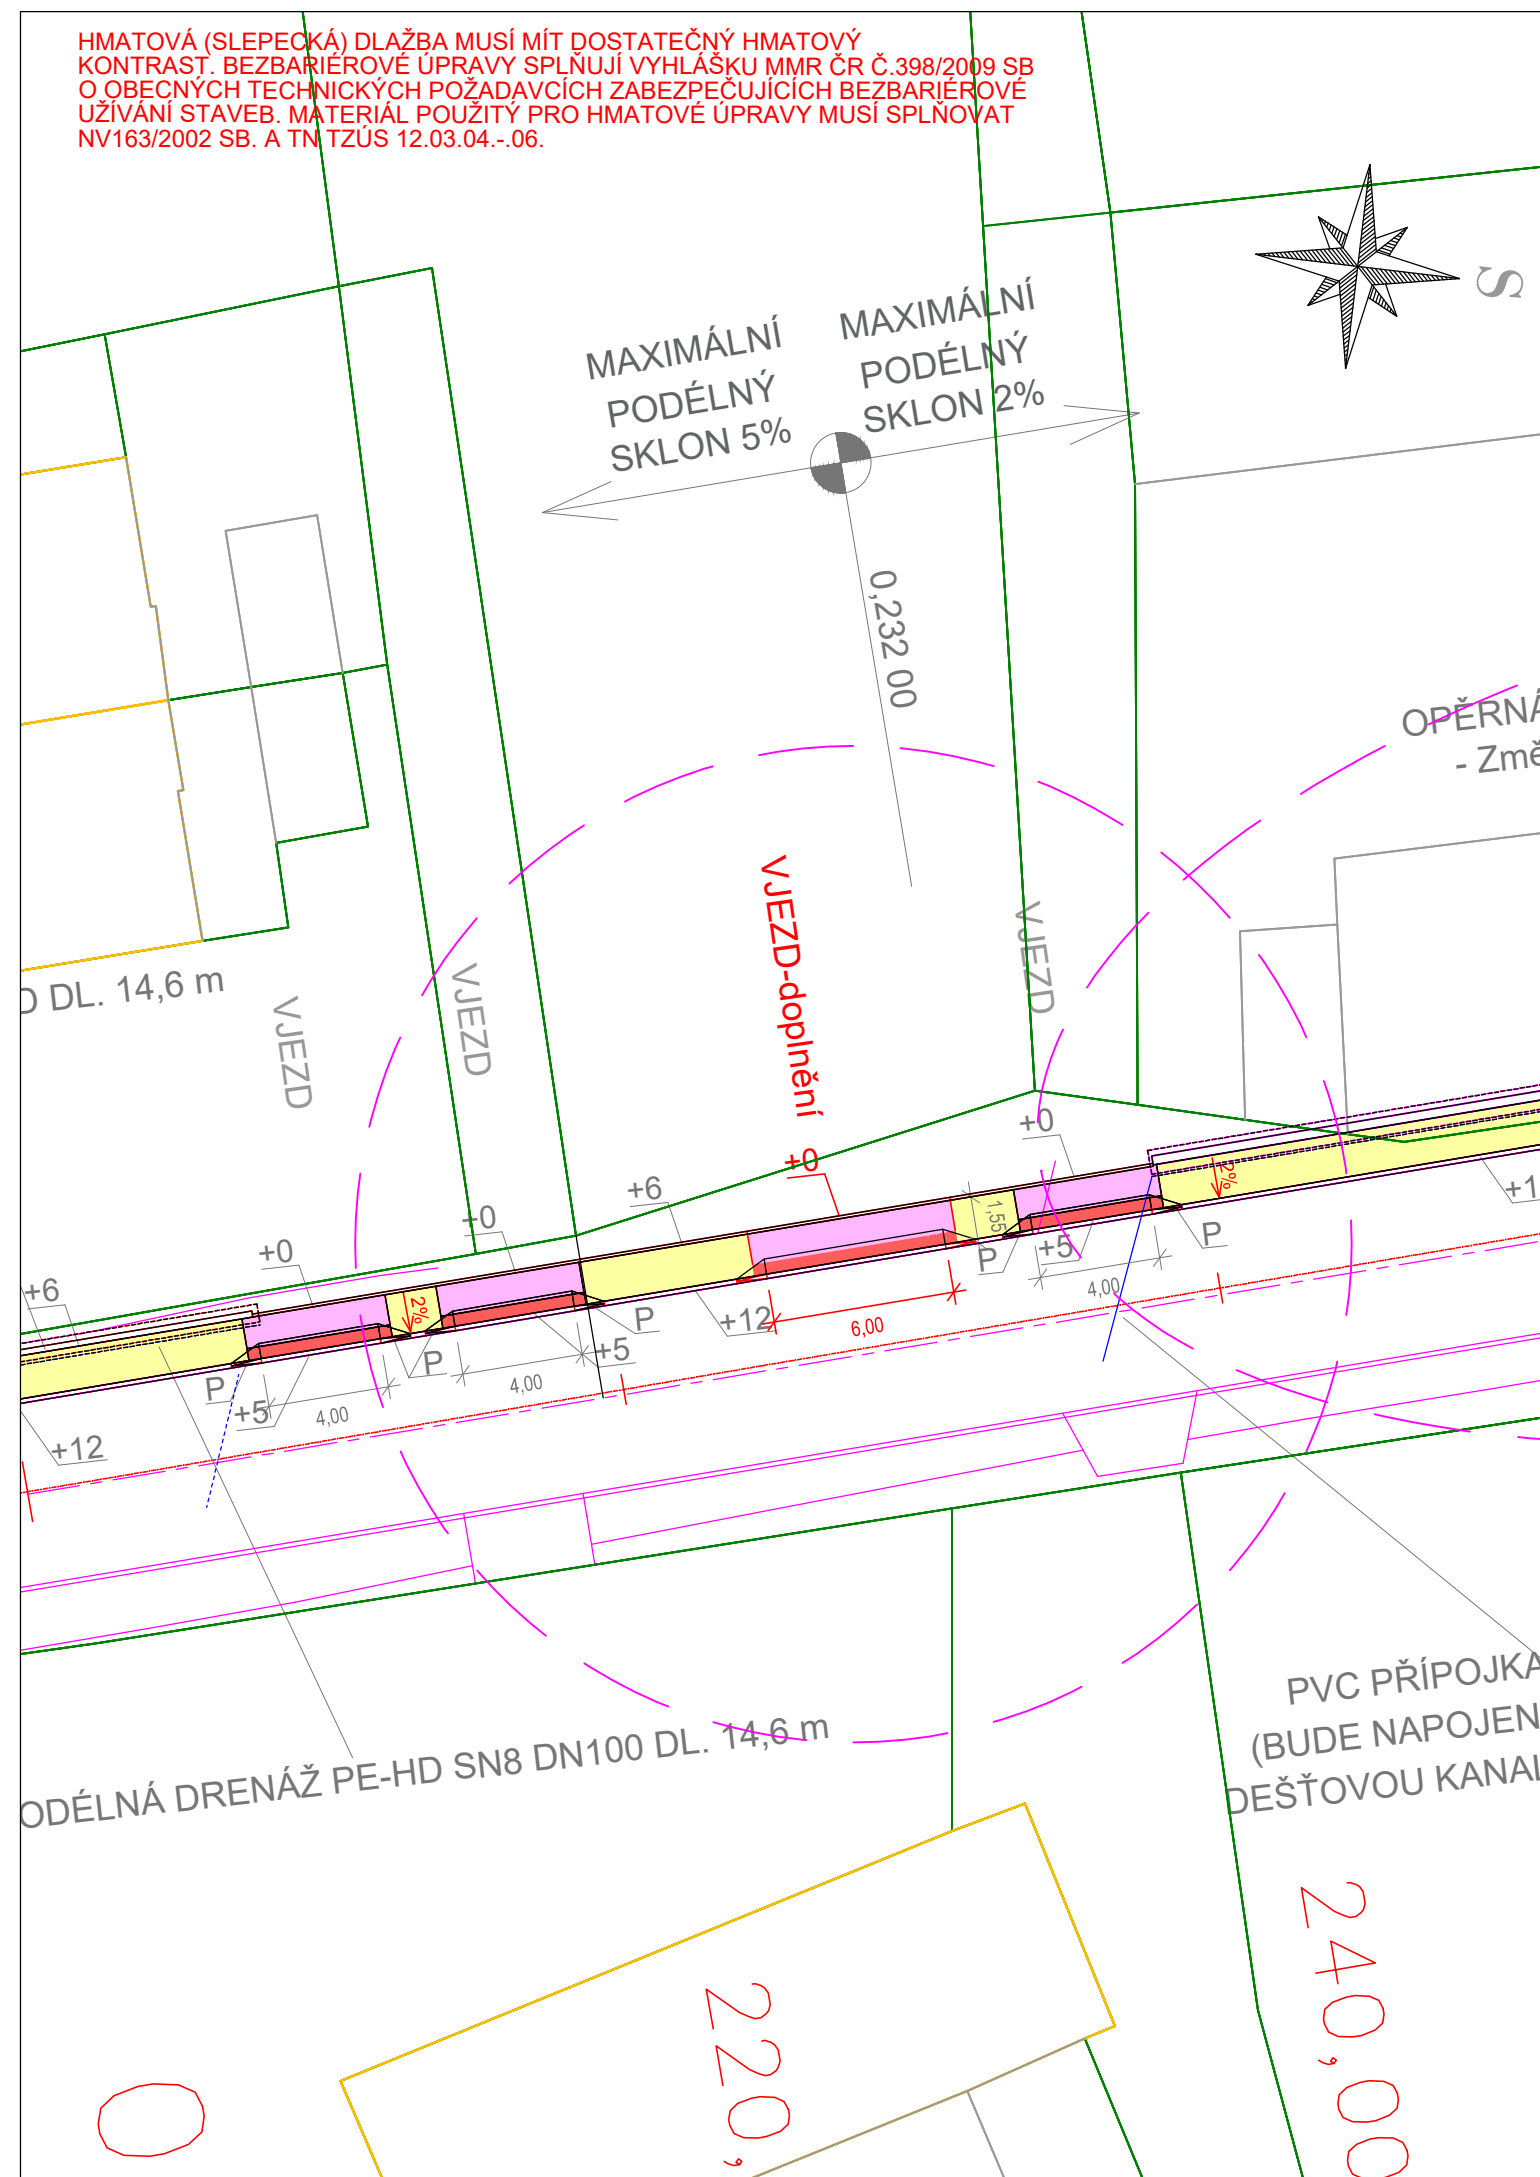 HMATOVÁ (SLEPECKÁ) DLAŽBA MUSÍ MÍT DOSTATEČNÝ HMATOVÝ
KONTRAST. BEZBARIÉROVÉ ÚPRAVY SPLŇUJÍ VYHLÁŠKU MMR ČR Č.398/2009 SB
O OBECNÝCH TECHNICKÝCH POŽADAVCÍCH ZABEZPEČUJÍCÍCH BEZBARIÉROVÉ
UŽÍVÁNÍ STAVEB. MATERIÁL POUŽITÝ PRO HMATOVÉ ÚPRAVY MUSÍ SPLŇOVAT
NV163/2002 SB. A TN TZÚS 12.03.04.-.06.
S
MAXIMÁLNÍ
PODÉLNÝ
SKLON 5%
MAXIMÁLNÍ
PODÉLNÝ
SKLON 2%
0,232 00
OPĚRNÁ
- Změ
D DL. 14,6 m
VJEZD
VJEZD
VJEZD-doplnění
VJEZD
+6
+0
+0
+6
+0
+0
2%
2%
1,55
+1
P
+5
4,00
P
4,00
+5
P
+12
6,00
P
+5
4,00
P
+12
ODÉLNÁ DRENÁŽ PE-HD SN8 DN100 DL. 14,6 m
PVC PŘÍPOJKA
(BUDE NAPOJEN
DEŠŤOVOU KANAL
0
220,
240,00